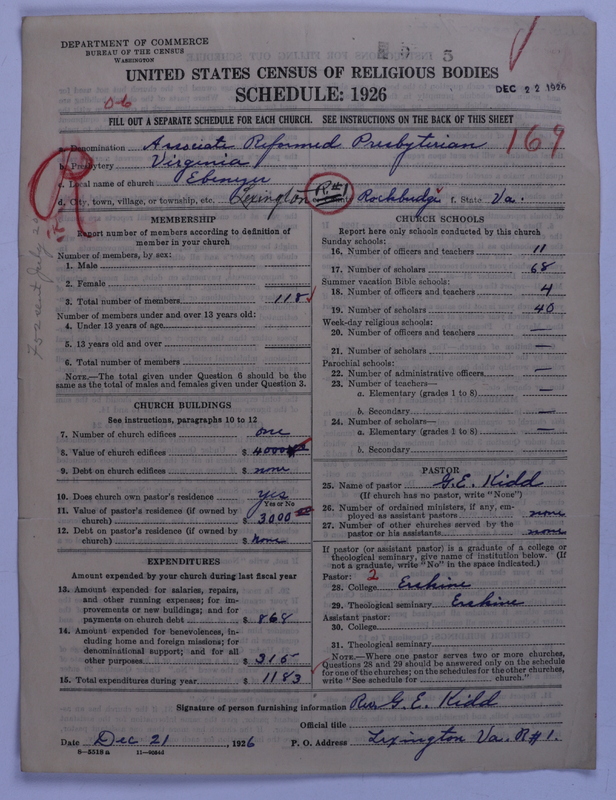 DEPARTMENT OF COMMERCE
BUREAU OF THE CENSUS
WASHINGTON
UNITED STATES CENSUS OF RELIGIOUS BODIES
SCHEDULE: 1926
DEC 22 1926
FILL OUT A SEPARATE SCHEDULE FOR EACH CHURCH. SEE INSTRUCTIONS ON THE BACK OF THIS SHEET
a. Denomination Associate Reformed Presbyterian 169
b. Presbytery Virginia
c. Local name of church Ebenezer
d. City, town, village, or township, etc. Lexington R#1 Rockbridge f. State Va.
MEMBERSHIP
Report number of members according to definition of
member in your church
Number of members, by sex:
1. Male
2. Female
3. Total number of members 118
Number of members under and over 13 years old:
4. Under 13 years of age
5. 13 years old and over
6. Total number of members
NOTE.—The total given under Question 6 should be
same as the total of males and females given under Question 3.
CHURCH BUILDINGS
See instructions, paragraphs 10 to 12
7. Number of church edifices one
8. Value of church edifices $ 4000
9. Debt on church edifices $ none
10. Does church own pastor's residence yes
Yes or No
11. Value of pastor's residence (if owned by
church) $ 3000
12. Debt on pastor's residence (if owned by
church) $ None
EXPENDITURES
Amount expended by your church during last fiscal year
13. Amount expended for salaries, repairs,
and other running expenses; for im-
provements or new buildings; and for
payments on church debt $ 868
14. Amount expended for benevolences, in-
cluding home and foreign missions; for
denominational support; and for all
other purposes $ 315
15. Total expenditures during year $ 1183
CHURCH SCHOOLS
Report here only schools conducted by this church
Sunday schools:
16. Number of officers and teachers 11
17. Number of scholars 68
Summer vacation Bible schools:
18. Number of officers and teachers 4
19. Number of scholars 40
Week-day religious schools:
20. Number of officers and teachers —
21. Number of scholars —
Parochial schools:
22. Number of administrative officers —
23. Number of teachers—
a. Elementary (grades 1 to 8) —
b. Secondary —
24. Number of scholars—
a. Elementary (grades 1 to 8) —
b. Secondary
PASTOR
25. Name of pastor G. E. Kidd
(If church has no pastor, write "None")
26. Number of ordained ministers, if any, em-
ployed as assistant pastors none
27. Number of other churches served by the
pastor or his assistants none
If pastor (or assistant pastor) is a graduate of a college or
theological seminary, give name of institution below. (If
not a graduate, write "No" in the space indicated.)
Pastor: 2
28. College Erskine
29. Theological seminary Erskine
Assistant pastor:
30. College
31. Theological seminary
NOTE.—Where one pastor serves two or more churches,
Questions 28 and 29 should be answered only on the schedule
for one of the churches; on the schedules for the other churches,
write "See schedule for church."
Signature of person furnishing information Rev G. E. Kidd
Official title
Date Dec 21, 1926 P. O. Address Lexington Va. R#1.
8—5518a 11—8054d